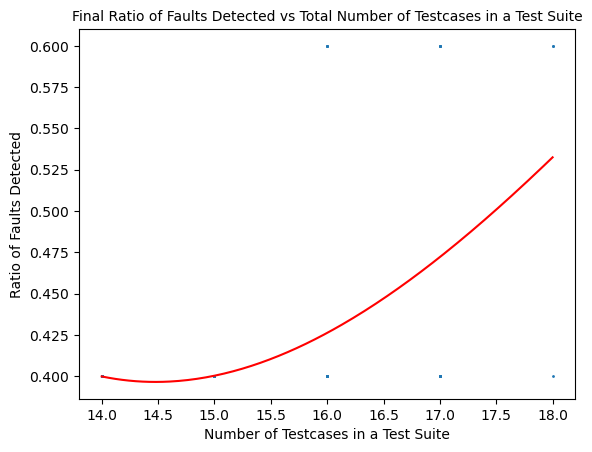 Final Ratio of Faults Detected vs Total Number of Testcases in a Test Suite
0.600
0.575
0.550
0.525
0.500
0.475
0.450
0.425
0.400
Ratio of Faults Detected
14.0 14.5 15.0 15.5 16.0 16.5 17.0 17.5 18.0
Number of Testcases in a Test Suite